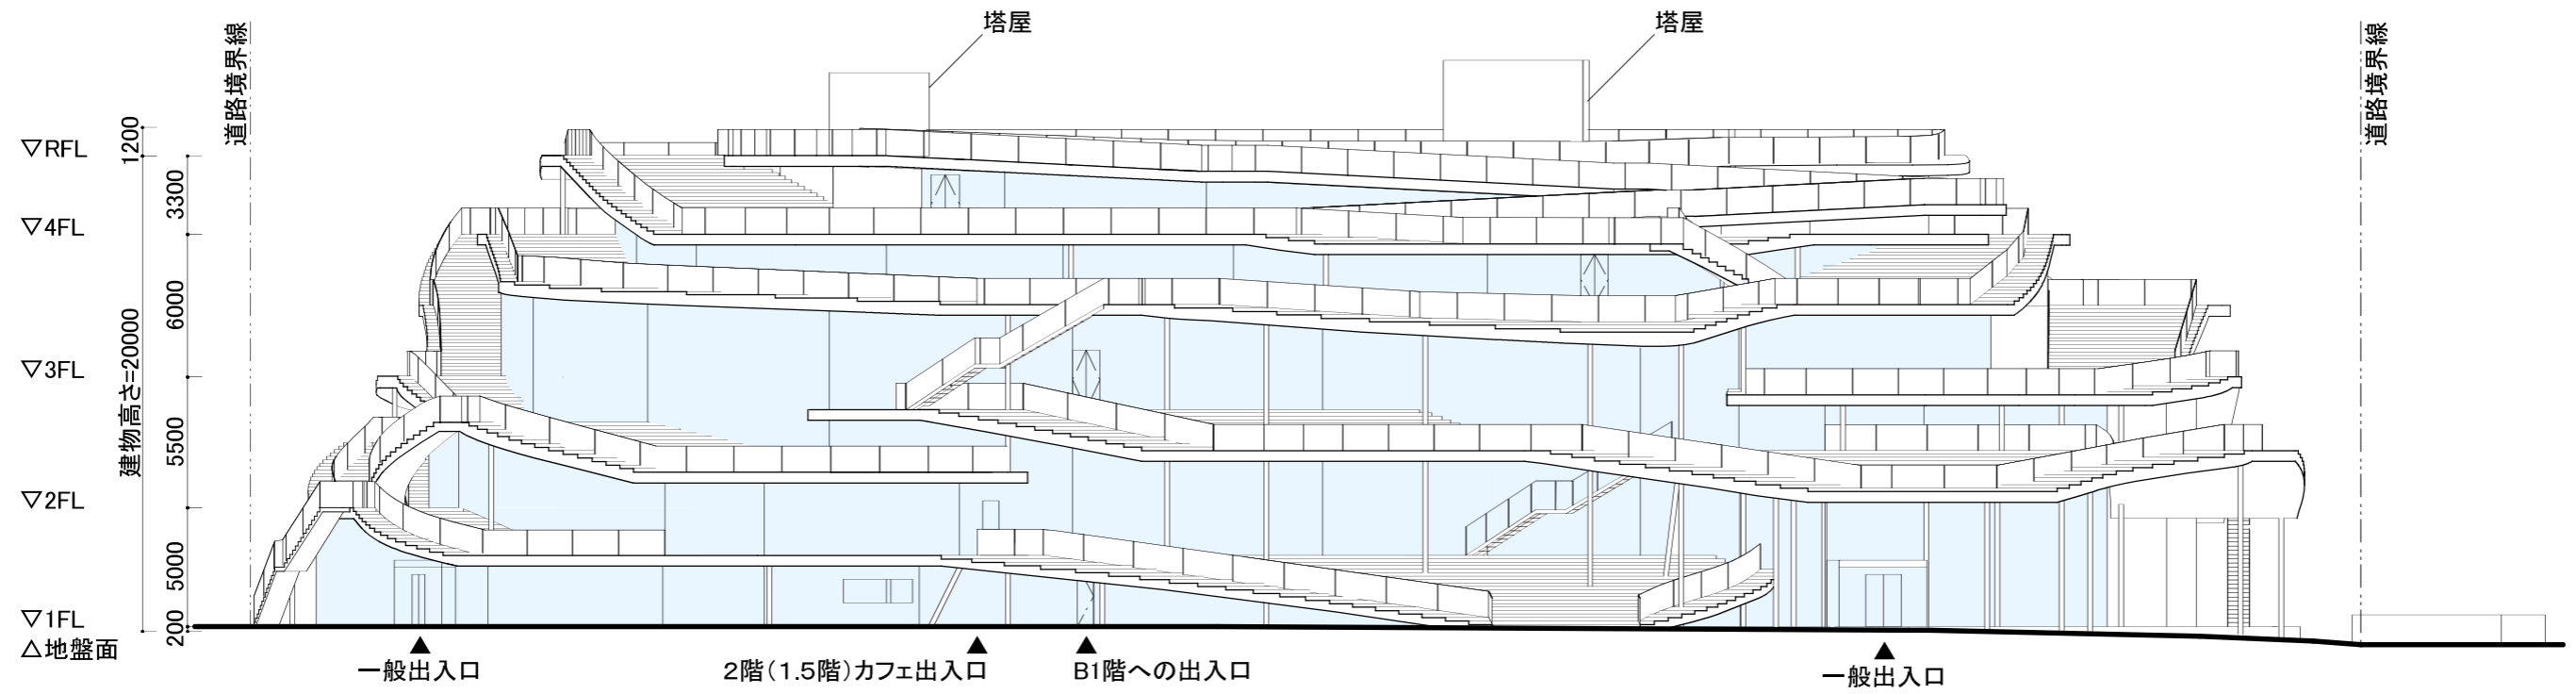 塔屋
塔屋
道路境界線
道路境界線
▽RFL
1200
3300
▽4FL
6000
建物高さ=20000
▽3FL
5500
▽2FL
5000
▽1FL
200
△地盤面
一般出入口
2階(1.5階)カフェ出入口
B1階への出入口
一般出入口